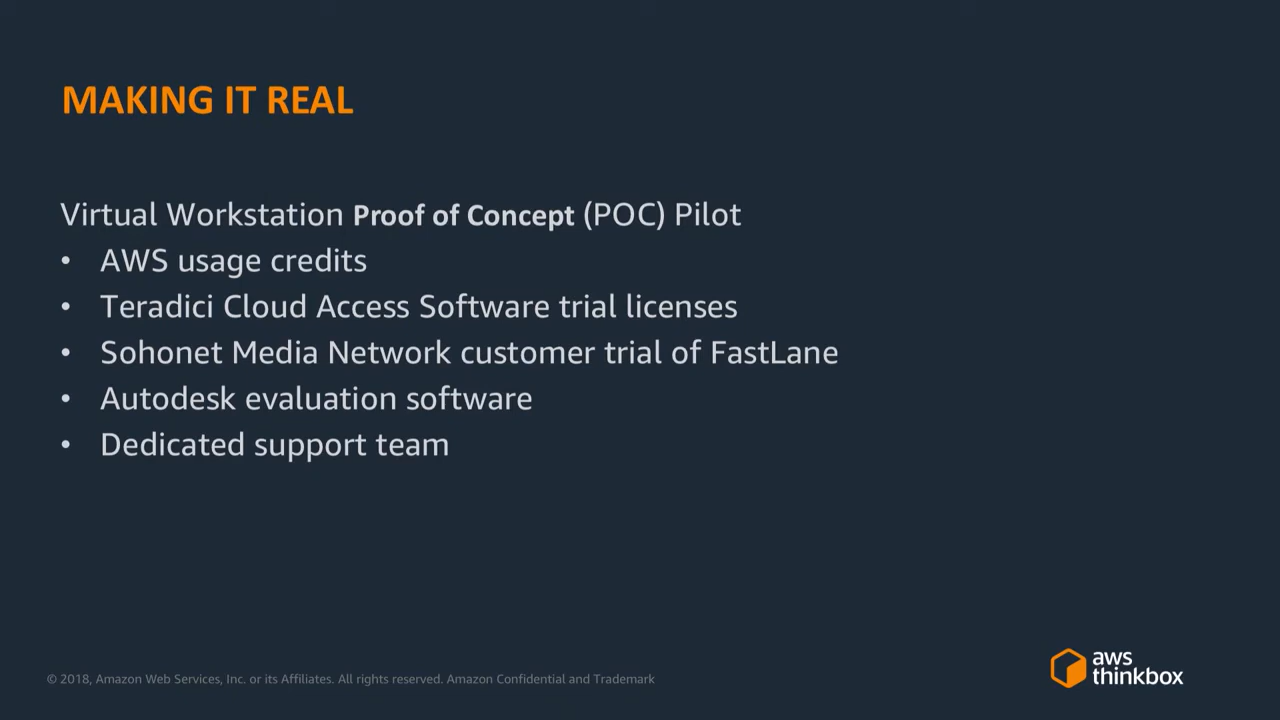 MAKING IT REAL
Virtual Workstation Proof of Concept (POC) Pilot
• AWS usage credits
• Teradici Cloud Access Software trial licenses
• Sohonet Media Network customer trial of FastLane
• Autodesk evaluation software
• Dedicated support team
© 2018, Amazon Web Services, Inc. or its Affiliates. All rights reserved. Amazon Confidential and Trademark
aws
thinkbox